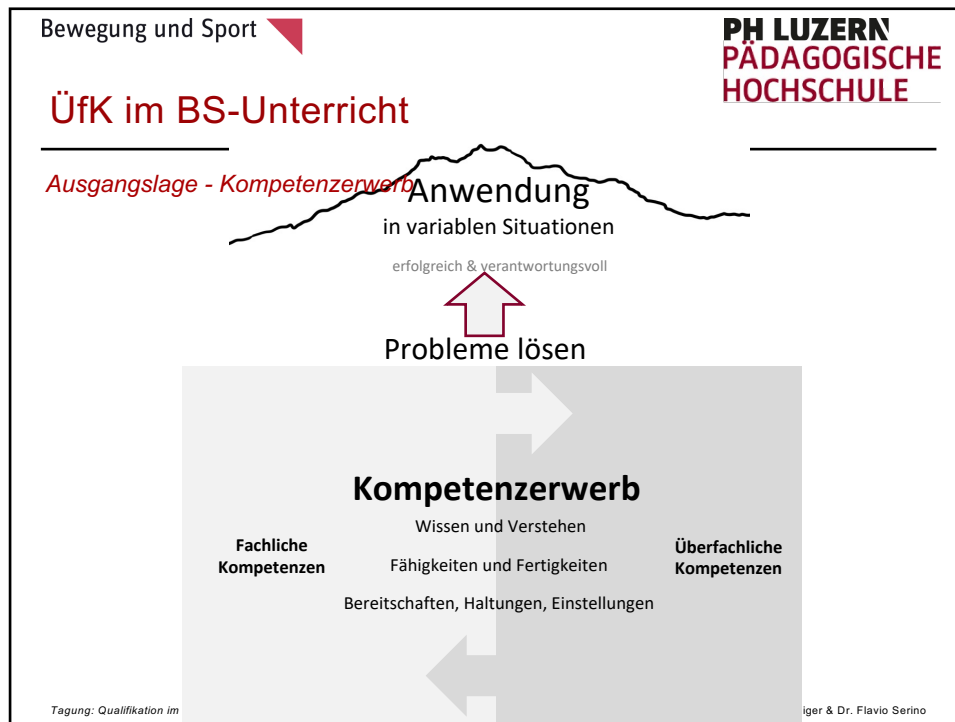 Bewegung und Sport
PH LUZERN
PÄDAGOGISCHE
HOCHSCHULE
ÜfK im BS-Unterricht
Ausgangslage - Kompetenzerwerb
Anwendung
in variablen Situationen
erfolgreich & verantwortungsvoll
Probleme lösen
Kompetenzerwerb
Wissen und Verstehen
Fachliche
Kompetenzen
Fähigkeiten und Fertigkeiten
Überfachliche
Kompetenzen
Bereitschaften, Haltungen, Einstellungen
Tagung: Qualifikation im
iger & Dr. Flavio Serino